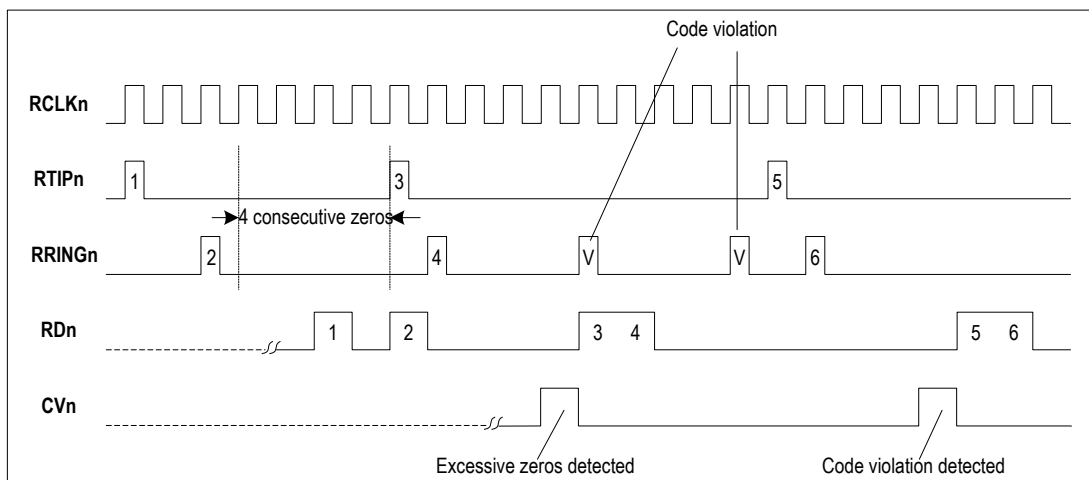 Code violation
RCLKn
RTIPn 1 3 5
4 consecutive zeros
RRINGn 2 4 V V 6
RDn 1 2 3 4 5 6
CVn
Excessive zeros detected Code violation detected